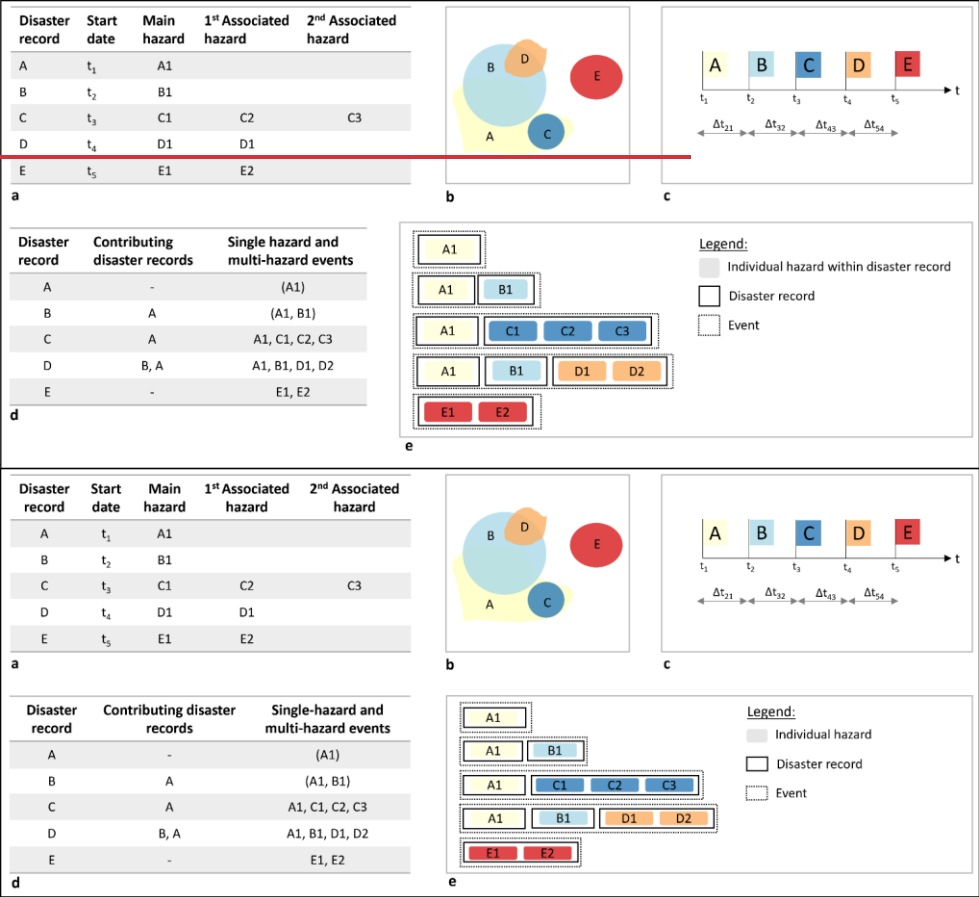 Disaster record Start date Main hazard 1st Associated hazard 2nd Associated hazard
A t1 A1
B t2 B1
C t3 C1 C2 C3
D t4 D1 D1
E t5 E1 E2
a
B D E A C
b
A B C D E
t
t1 t2 t3 t4 t5
Δt21 Δt32 Δt43 Δt54
c
Disaster record Contributing disaster records Single hazard and multi-hazard events
A - (A1)
B A (A1, B1)
C A A1, C1, C2, C3
D B, A A1, B1, D1, D2
E - E1, E2
d
A1
A1 B1
A1 C1 C2 C3
A1 B1 D1 D2
E1 E2
Legend:
Individual hazard within disaster record
Disaster record
Event
e
Disaster record Start date Main hazard 1st Associated hazard 2nd Associated hazard
A t1 A1
B t2 B1
C t3 C1 C2 C3
D t4 D1 D1
E t5 E1 E2
a
B D E A C
b
A B C D E
t
t1 t2 t3 t4 t5
Δt21 Δt32 Δt43 Δt54
c
Disaster record Contributing disaster records Single-hazard and multi-hazard events
A - (A1)
B A (A1, B1)
C A A1, C1, C2, C3
D B, A A1, B1, D1, D2
E - E1, E2
d
A1
A1 B1
A1 C1 C2 C3
A1 B1 D1 D2
E1 E2
Legend:
Individual hazard
Disaster record
Event
e